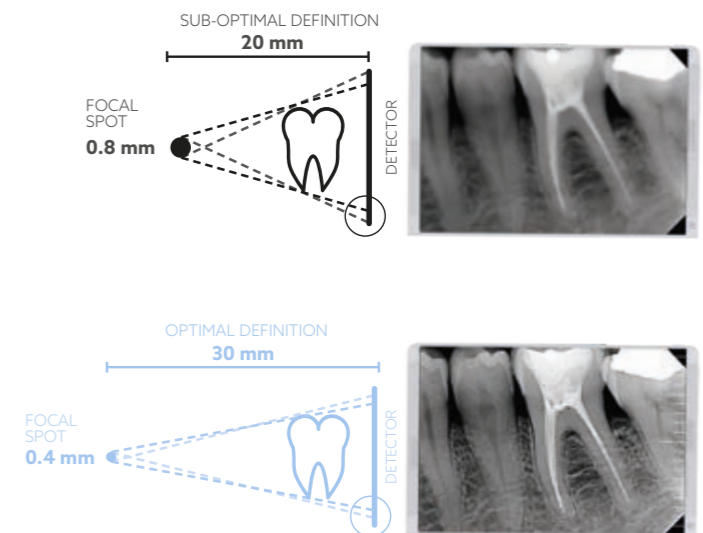 SUB-OPTIMAL DEFINITION
20 mm
FOCAL
SPOT
0.8 mm
DETECTOR
OPTIMAL DEFINITION
30 mm
FOCAL
SPOT
0.4 mm
DETECTOR